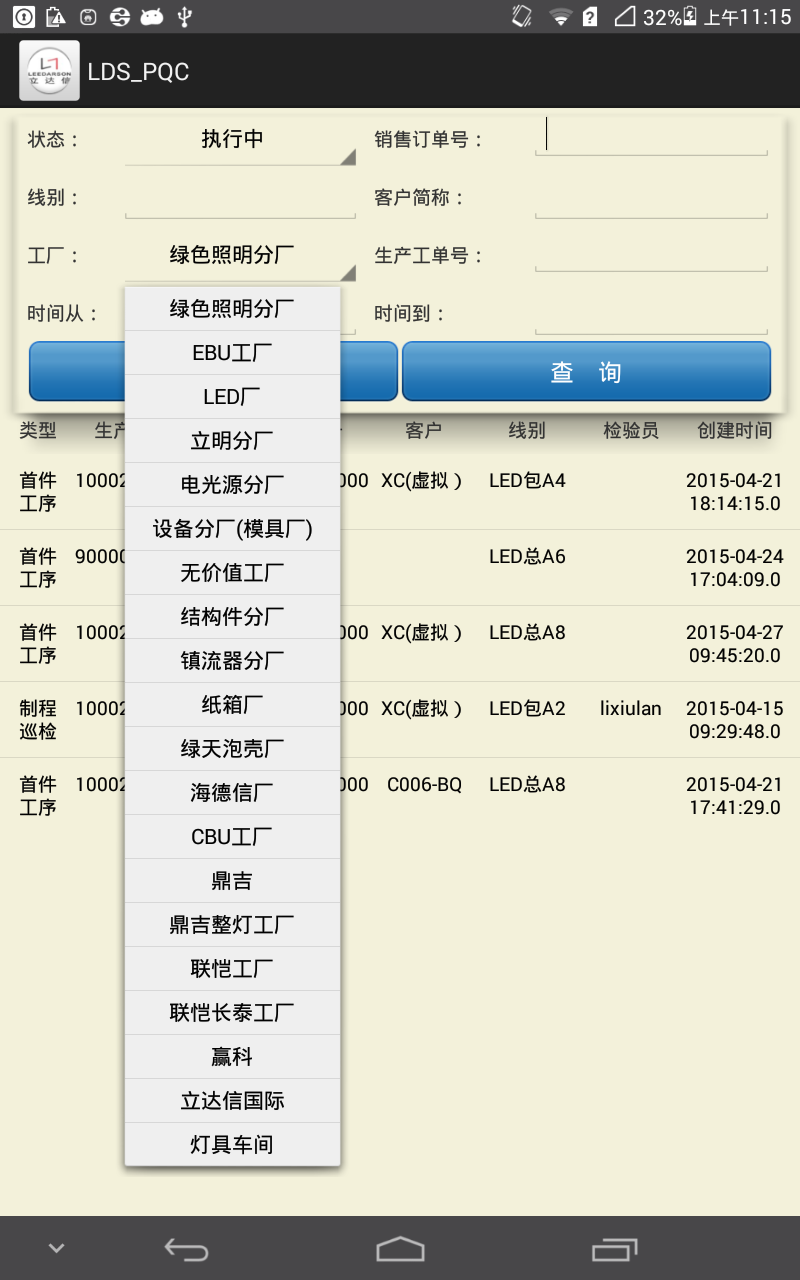 32% 上午11:15
LEEDARSON
立达信
LDS_PQC
状态： 执行中 销售订单号：
线别： 客户简称：
工厂： 绿色照明分厂 生产工单号：
时间从： 时间到：
查 询
绿色照明分厂
EBU工厂
LED厂
立明分厂
电光源分厂
设备分厂(模具厂)
无价值工厂
结构件分厂
镇流器分厂
纸箱厂
绿天泡壳厂
海德信厂
CBU工厂
鼎吉
鼎吉整灯工厂
联恺工厂
联恺长泰工厂
赢科
立达信国际
灯具车间
类型 生产 客户 线别 检验员 创建时间
首件工序 10002 000 XC(虚拟） LED包A4 2015-04-21 18:14:15.0
首件工序 90000 LED总A6 2015-04-24 17:04:09.0
首件工序 10002 000 XC(虚拟） LED总A8 2015-04-27 09:45:20.0
制程巡检 10002 000 XC(虚拟） LED包A2 lixiulan 2015-04-15 09:29:48.0
首件工序 10002 000 C006-BQ LED总A8 2015-04-21 17:41:29.0